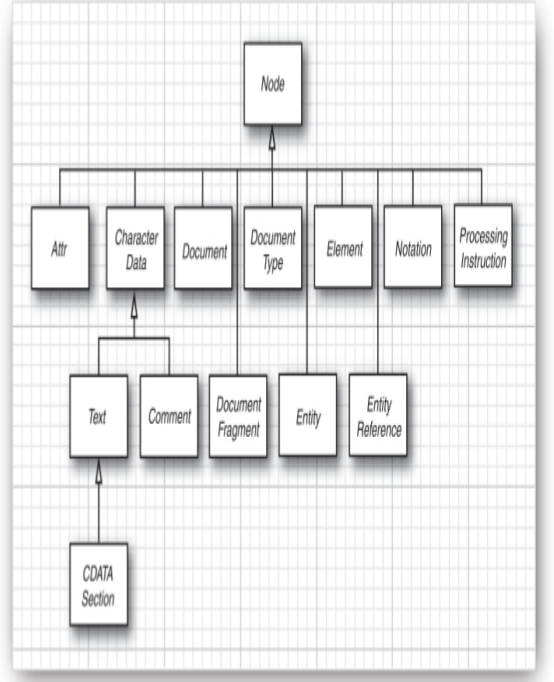 Node
Attr
Character
Data
Document
Document
Type
Element
Notation
Processing
Instruction
Text
Comment
Document
Fragment
Entity
Entity
Reference
CDATA
Section